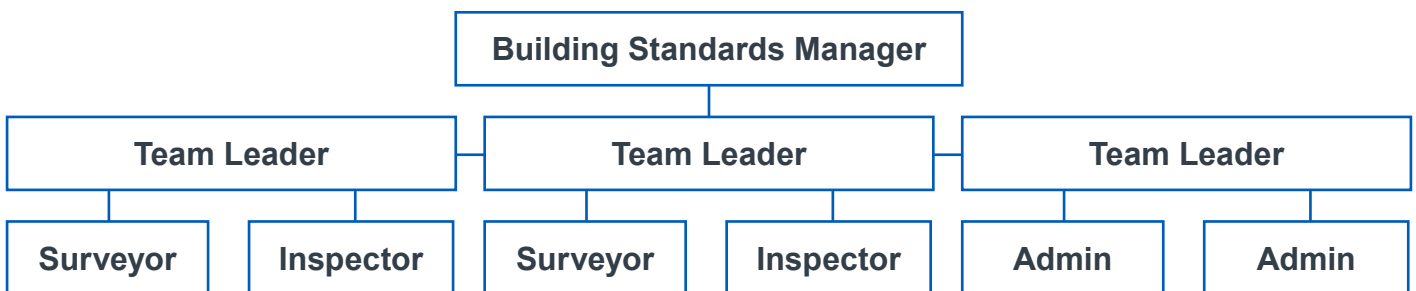 Building Standards Manager
Team Leader Team Leader Team Leader
Surveyor Inspector Surveyor Inspector Admin Admin